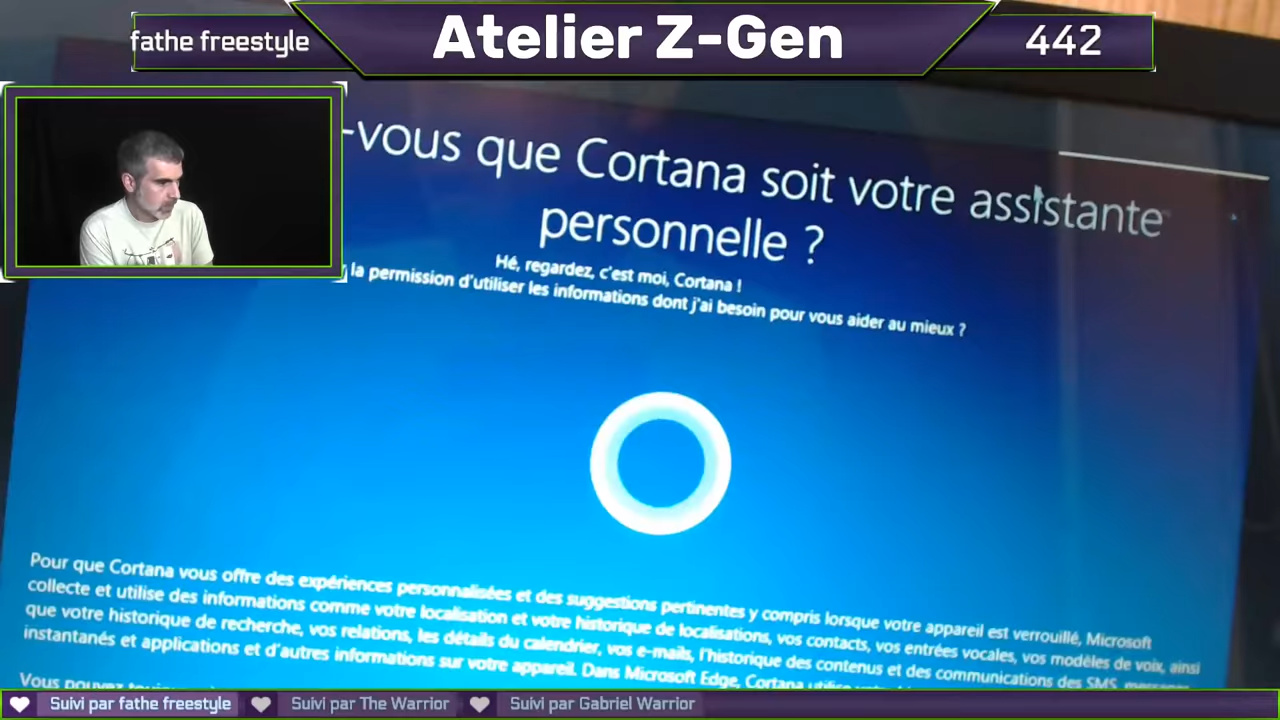 fathe freestyle
Atelier Z-Gen
442
-vous que Cortana soit votre assistante
personnelle ?
Hé, regardez, c'est moi, Cortana !
la permission d'utiliser les informations dont j'ai besoin pour vous aider au mieux ?
Pour que Cortana vous offre des expériences personnalisées et des suggestions pertinentes y compris lorsque votre appareil est verrouillé, Microsoft
collecte et utilise des informations comme votre localisation et votre historique de localisations, vos contacts, vos entrées vocales, vos modèles de voix, ainsi
que votre historique de recherche, vos relations, les détails du calendrier, vos e-mails, l'historique des contenus et des communications des SMS, messages
instantanés et applications et d'autres informations sur votre appareil. Dans Microsoft Edge, Cortana utilise
Vous pouvez
Suivi par fathe freestyle
Suivi par The Warrior
Suivi par Gabriel Warrior